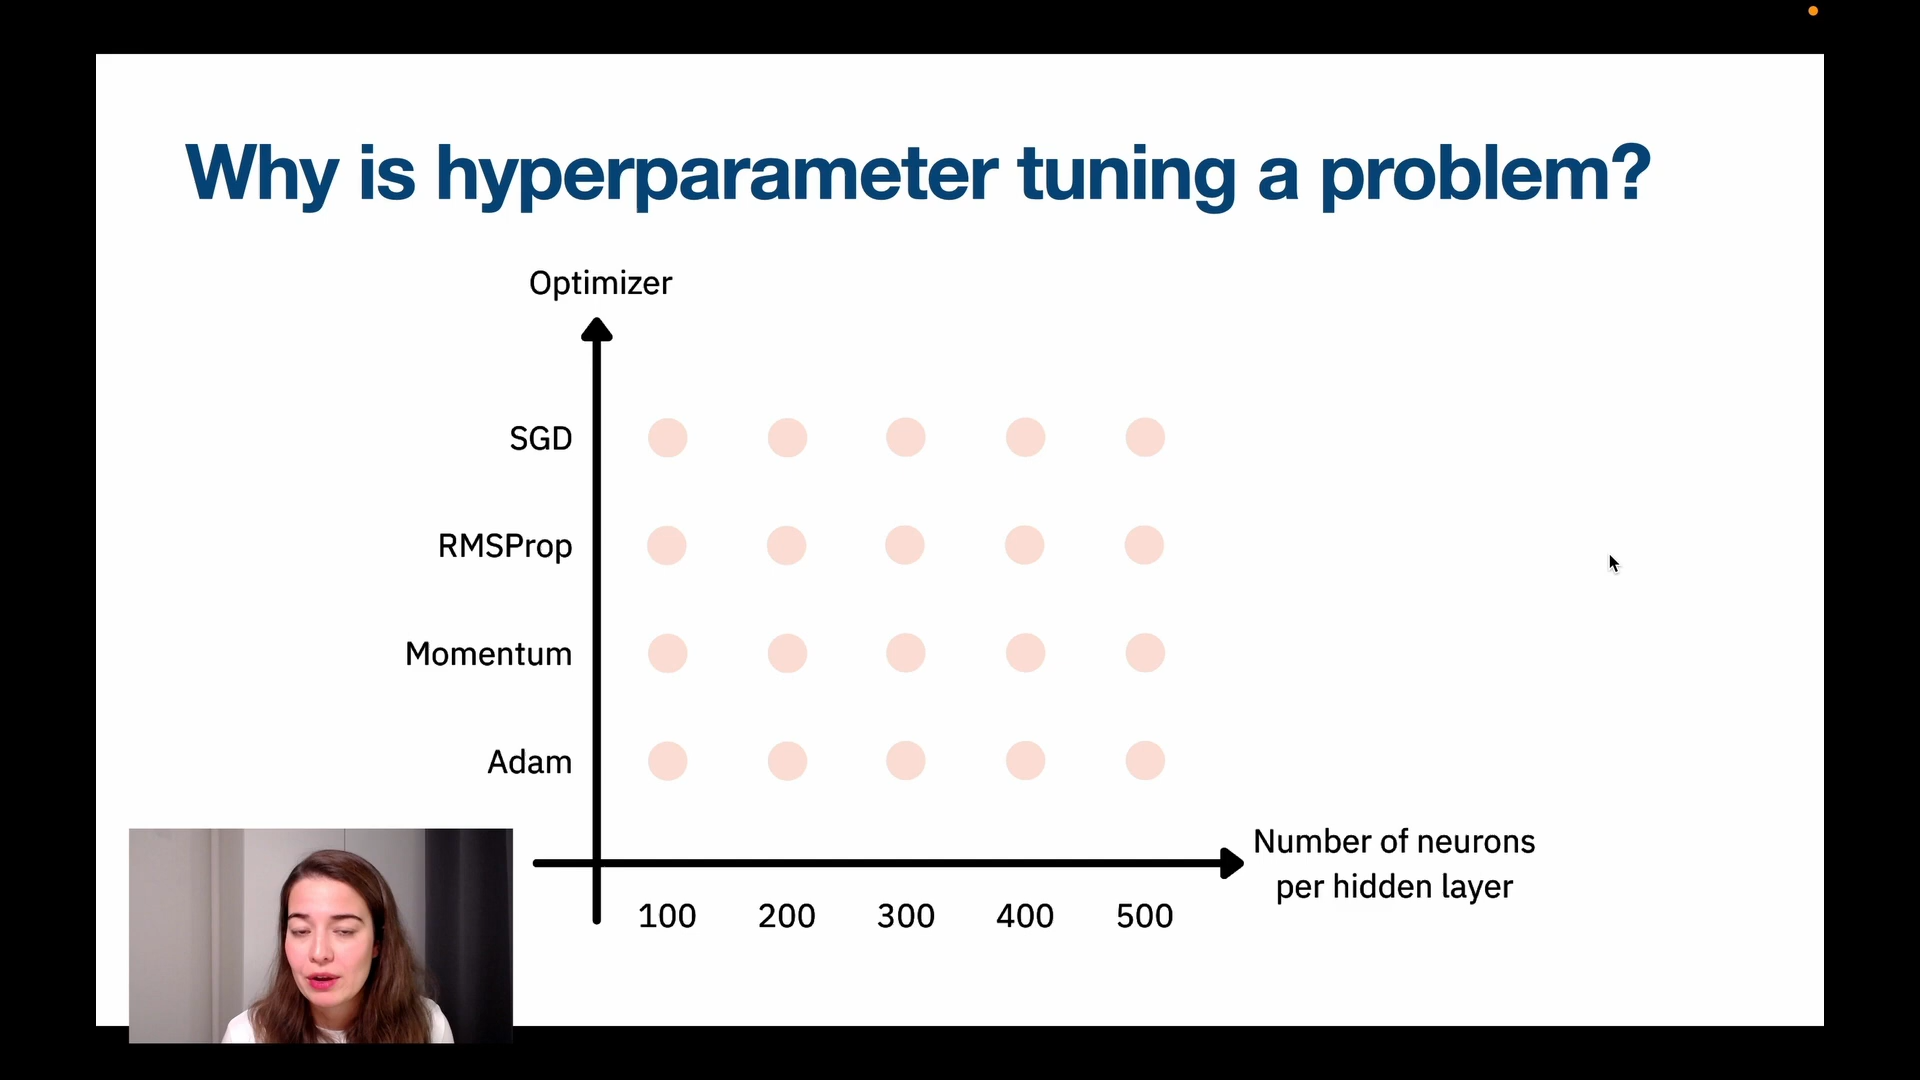 Why is hyperparameter tuning a problem?
Optimizer
SGD
RMSProp
Momentum
Adam
Number of neurons
per hidden layer
100 200 300 400 500